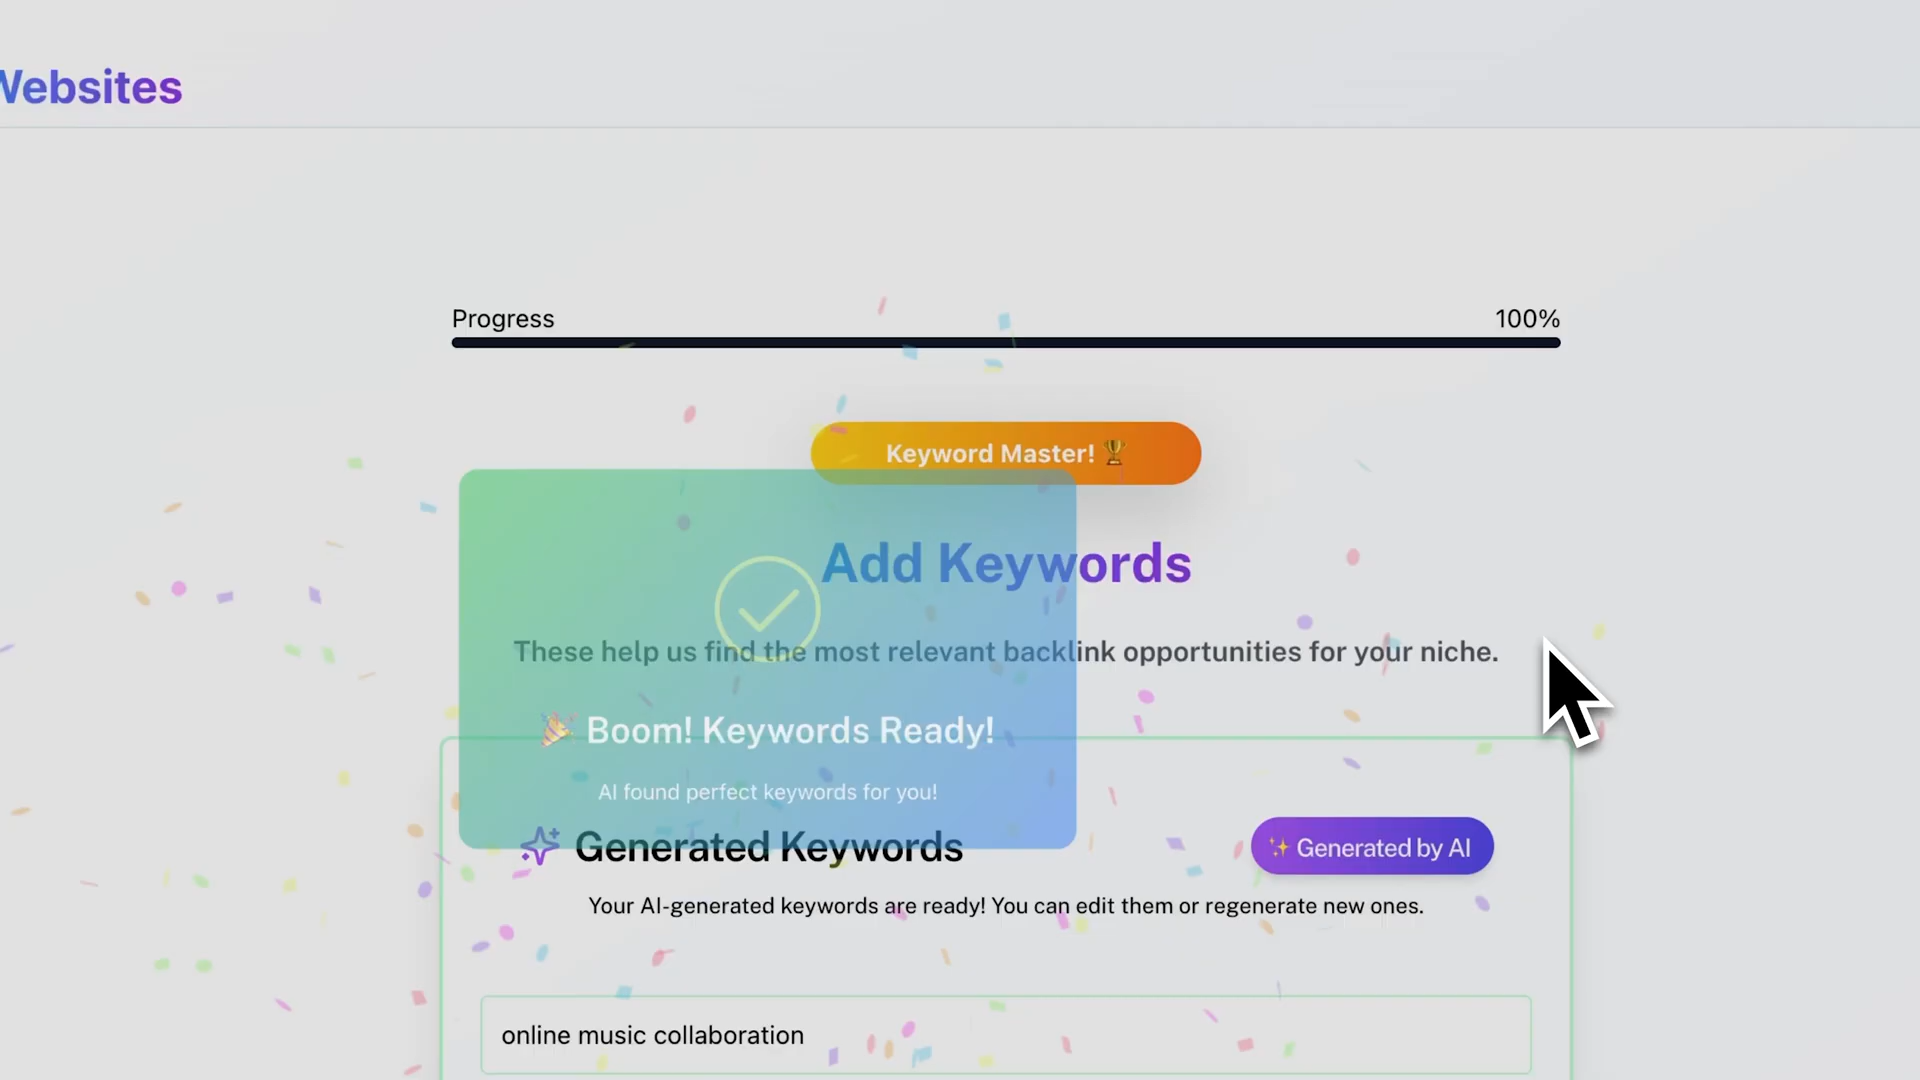 Websites
Progress
100%
Keyword Master! 🏆
Add Keywords
These help us find the most relevant backlink opportunities for your niche.
🎉 Boom! Keywords Ready!
AI found perfect keywords for you!
Generated Keywords
✨ Generated by AI
Your AI-generated keywords are ready! You can edit them or regenerate new ones.
online music collaboration